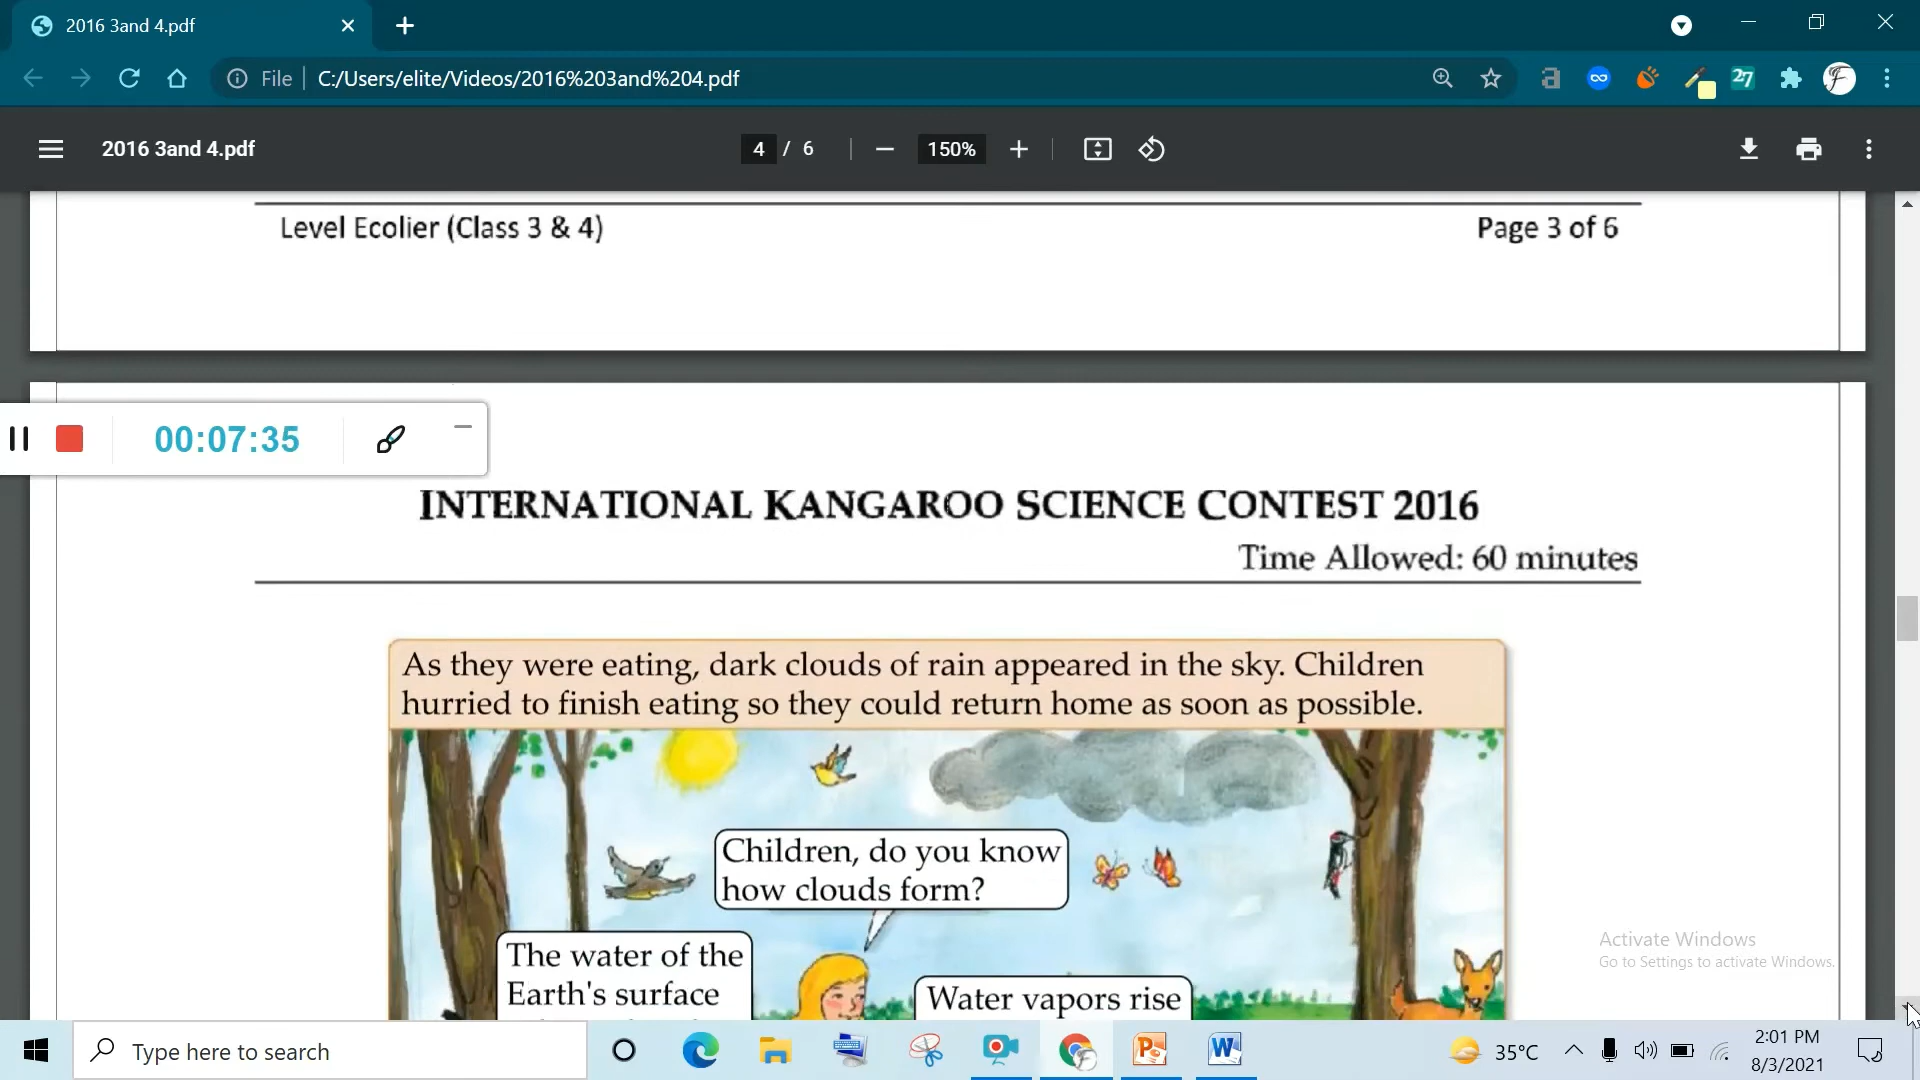 2016 3and 4.pdf
File
C:/Users/elite/Videos/2016%203and%204.pdf
27
2016 3and 4.pdf
4 / 6
150%
Level Ecolier (Class 3 & 4)
Page 3 of 6
00:07:35
INTERNATIONAL KANGAROO SCIENCE CONTEST 2016
Time Allowed: 60 minutes
As they were eating, dark clouds of rain appeared in the sky. Children
hurried to finish eating so they could return home as soon as possible.
Children, do you know
how clouds form?
The water of the
Earth's surface
Water vapors rise
Activate Windows
Go to Settings to activate Windows.
Type here to search
35°C
2:01 PM
8/3/2021